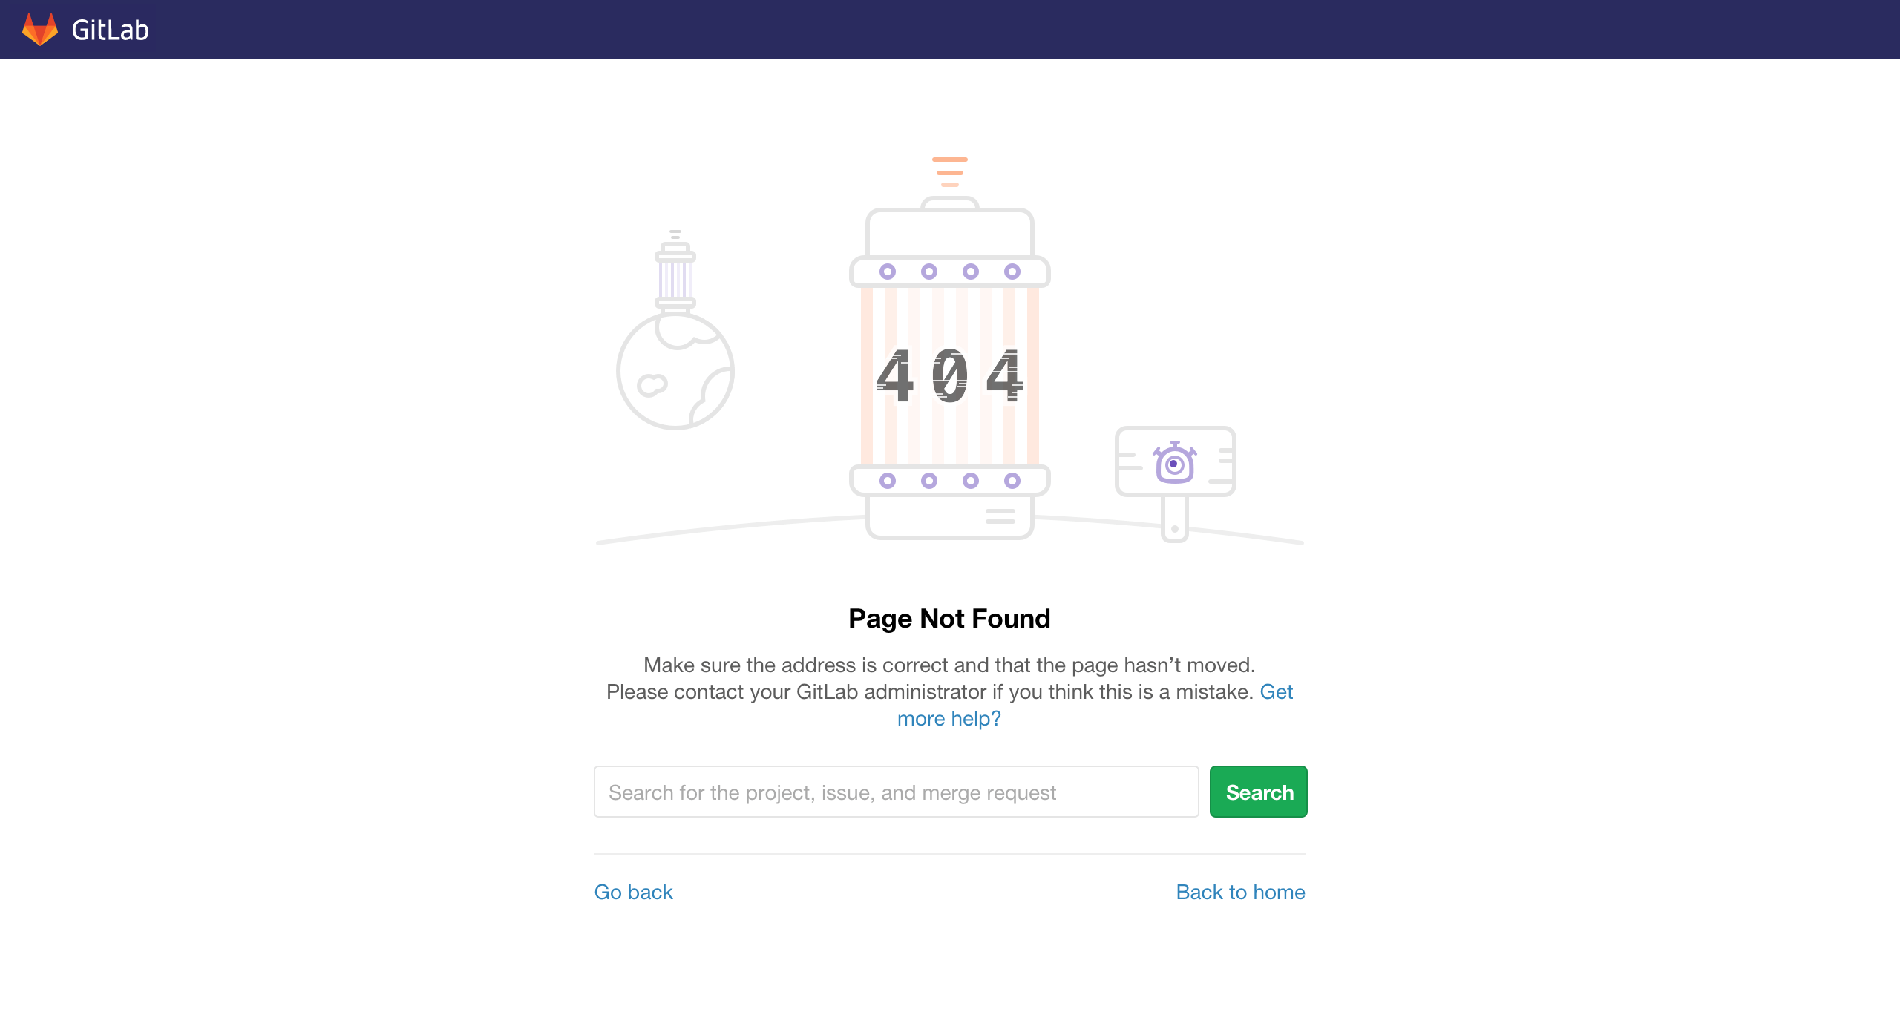 GitLab
404
Page Not Found
Make sure the address is correct and that the page hasn’t moved.
Please contact your GitLab administrator if you think this is a mistake. Get
more help?
Search for the project, issue, and merge request
Search
Go back
Back to home